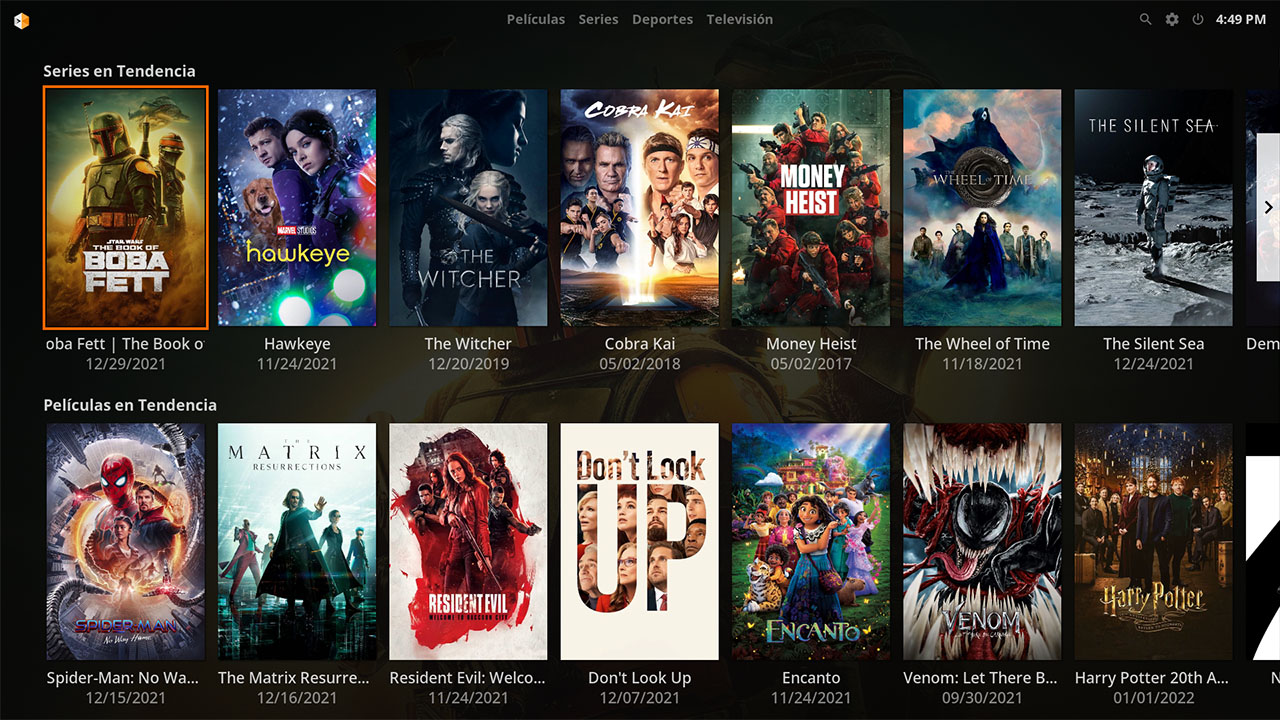 Películas Series Deportes Televisión 4:49 PM
Series en Tendencia
STAR WARS
THE BOOK OF
BOBA
FETT
MARVEL STUDIOS
hawkeye
THE
WITCHER
COBRA KAI
MONEY
HEIST
THE WHEEL OF TIME
THE SILENT SEA
oba Fett | The Book o
12/29/2021
Hawkeye
11/24/2021
The Witcher
12/20/2019
Cobra Kai
05/02/2018
Money Heist
05/02/2017
The Wheel of Time
11/18/2021
The Silent Sea
12/24/2021
Dem
Películas en Tendencia
SPIDER-MAN
No Way Home
THE
MATRIX
RESURRECTIONS
RESIDENT EVIL
WELCOME TO RACCOON CITY
Don't Look
UP
ENCANTO
VENOM
Harry Potter
Spider-Man: No Wa...
12/15/2021
The Matrix Resurre...
12/16/2021
Resident Evil: Welco...
11/24/2021
Don't Look Up
12/07/2021
Encanto
11/24/2021
Venom: Let There B...
09/30/2021
Harry Potter 20th A...
01/01/2022
N